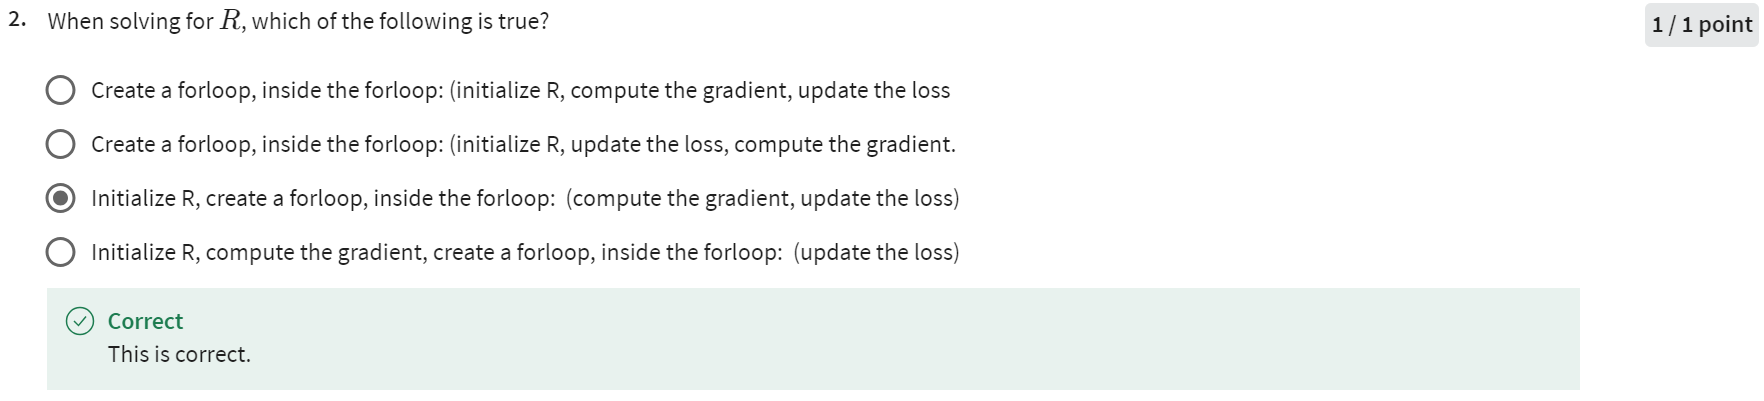 2. When solving for R, which of the following is true?
1 / 1 point
Create a forloop, inside the forloop: (initialize R, compute the gradient, update the loss
Create a forloop, inside the forloop: (initialize R, update the loss, compute the gradient.
Initialize R, create a forloop, inside the forloop: (compute the gradient, update the loss)
Initialize R, compute the gradient, create a forloop, inside the forloop: (update the loss)
Correct
This is correct.